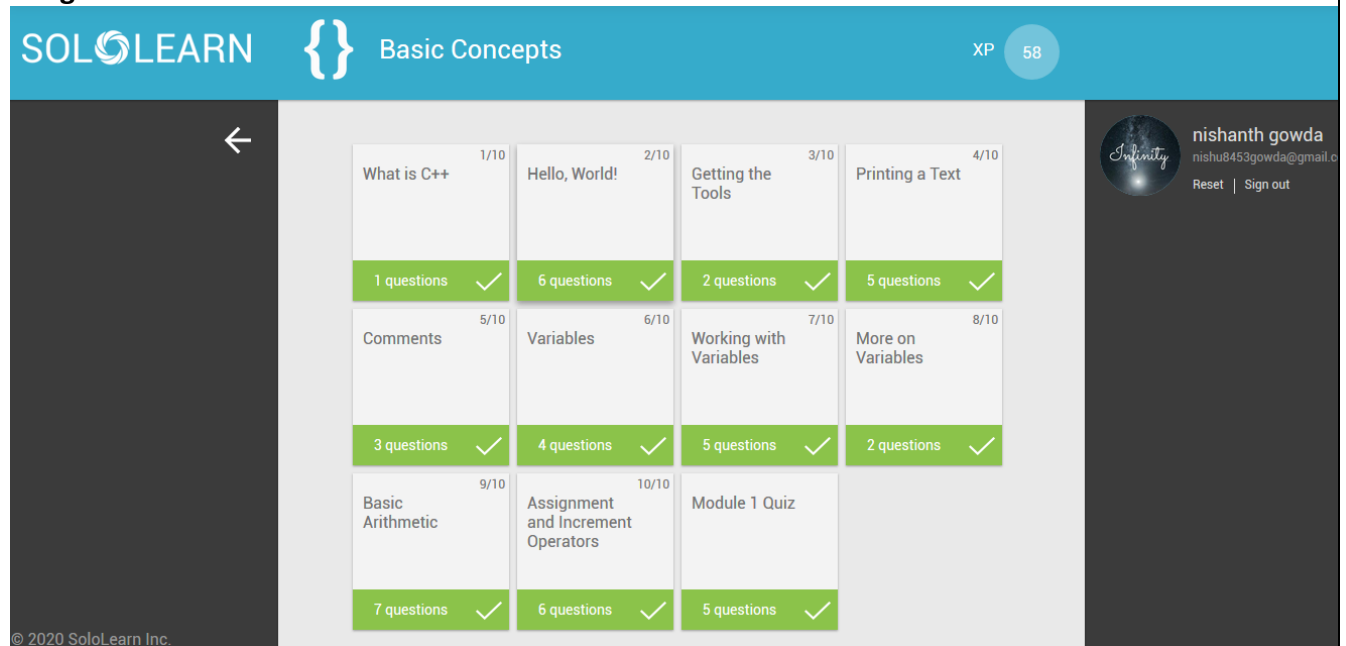 SOLOLEARN
{ } Basic Concepts
XP 58
nishanth gowda
nishu8453gowda@gmail.c
Reset | Sign out
Infinity
1/10
What is C++
1 questions
2/10
Hello, World!
6 questions
3/10
Getting the
Tools
2 questions
4/10
Printing a Text
5 questions
5/10
Comments
3 questions
6/10
Variables
4 questions
7/10
Working with
Variables
5 questions
8/10
More on
Variables
2 questions
9/10
Basic
Arithmetic
7 questions
10/10
Assignment
and Increment
Operators
6 questions
Module 1 Quiz
5 questions
© 2020 SoloLearn Inc.